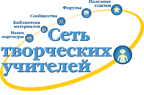 Полезные
ссылки
Форумы
Сообщества
Библиотека
материалов
Наши
партнеры
Сеть
творческих
учителей